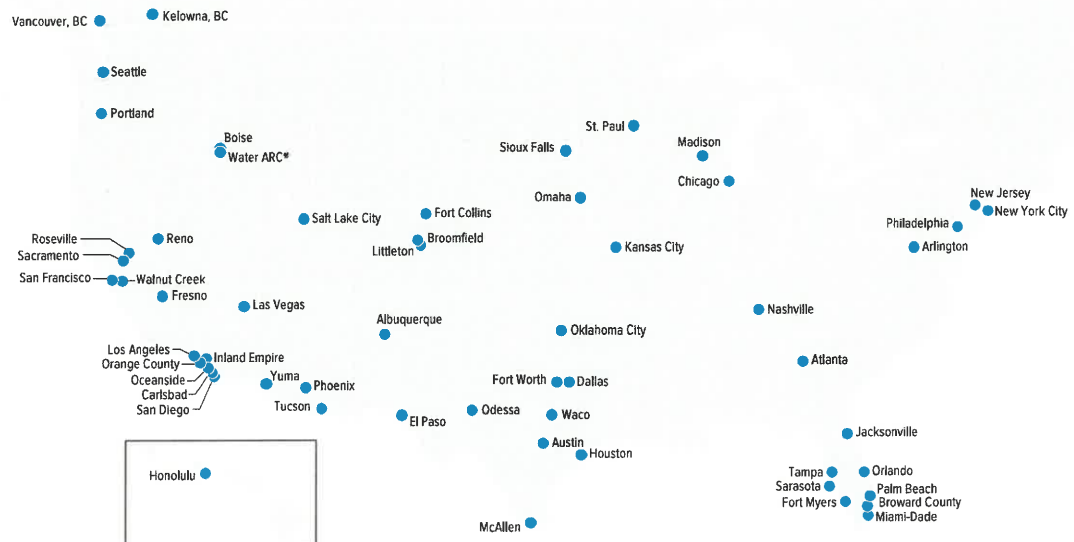 Vancouver, BC
Kelowna, BC
Seattle
Portland
Boise
Water ARC*
St. Paul
Sioux Falls
Madison
Chicago
Omaha
New Jersey
New York City
Philadelphia
Arlington
Salt Lake City
Fort Collins
Broomfield
Littleton
Kansas City
Reno
Roseville
Sacramento
San Francisco
Walnut Creek
Fresno
Las Vegas
Albuquerque
Oklahoma City
Nashville
Atlanta
Los Angeles
Inland Empire
Orange County
Oceanside
Carlsbad
San Diego
Yuma
Phoenix
Tucson
El Paso
Odessa
Fort Worth
Dallas
Waco
Austin
Houston
Jacksonville
Honolulu
Tampa
Orlando
Sarasota
Palm Beach
Fort Myers
Broward County
Miami-Dade
McAllen